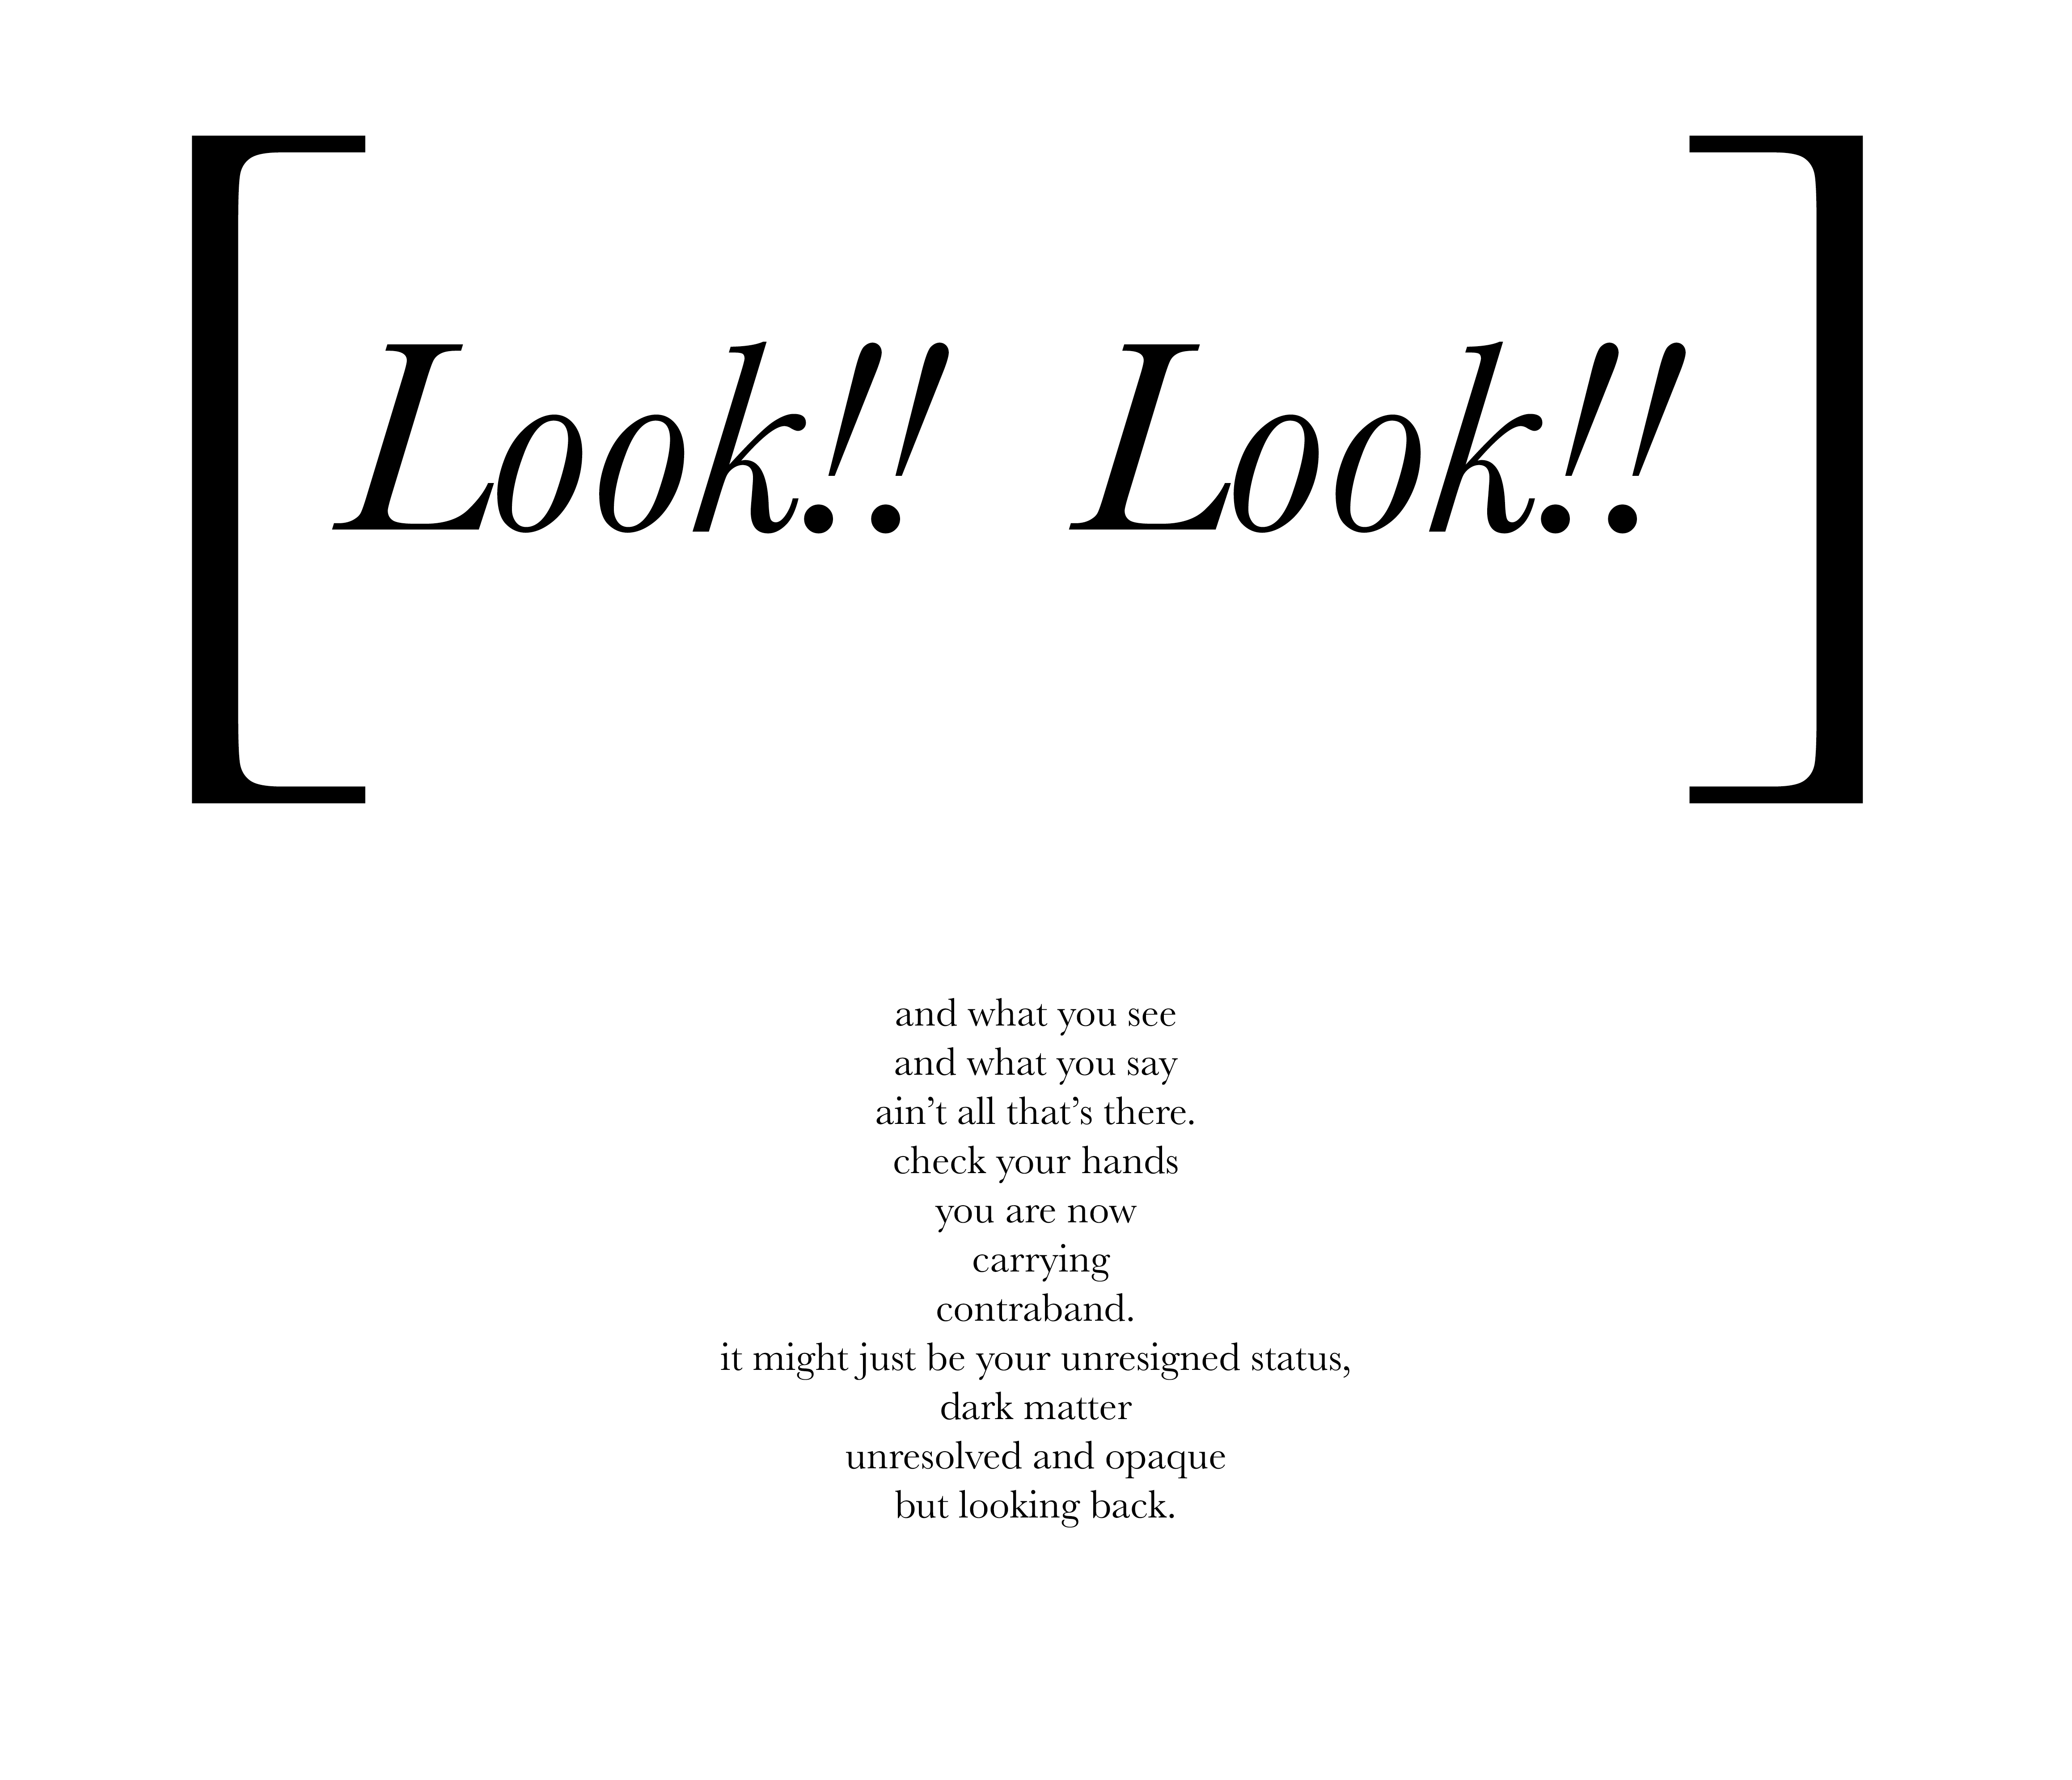 [ Look!! Look!! ]
and what you see
and what you say
ain’t all that’s there.
check your hands
you are now
carrying
contraband.
it might just be your unresigned status,
dark matter
unresolved and opaque
but looking back.